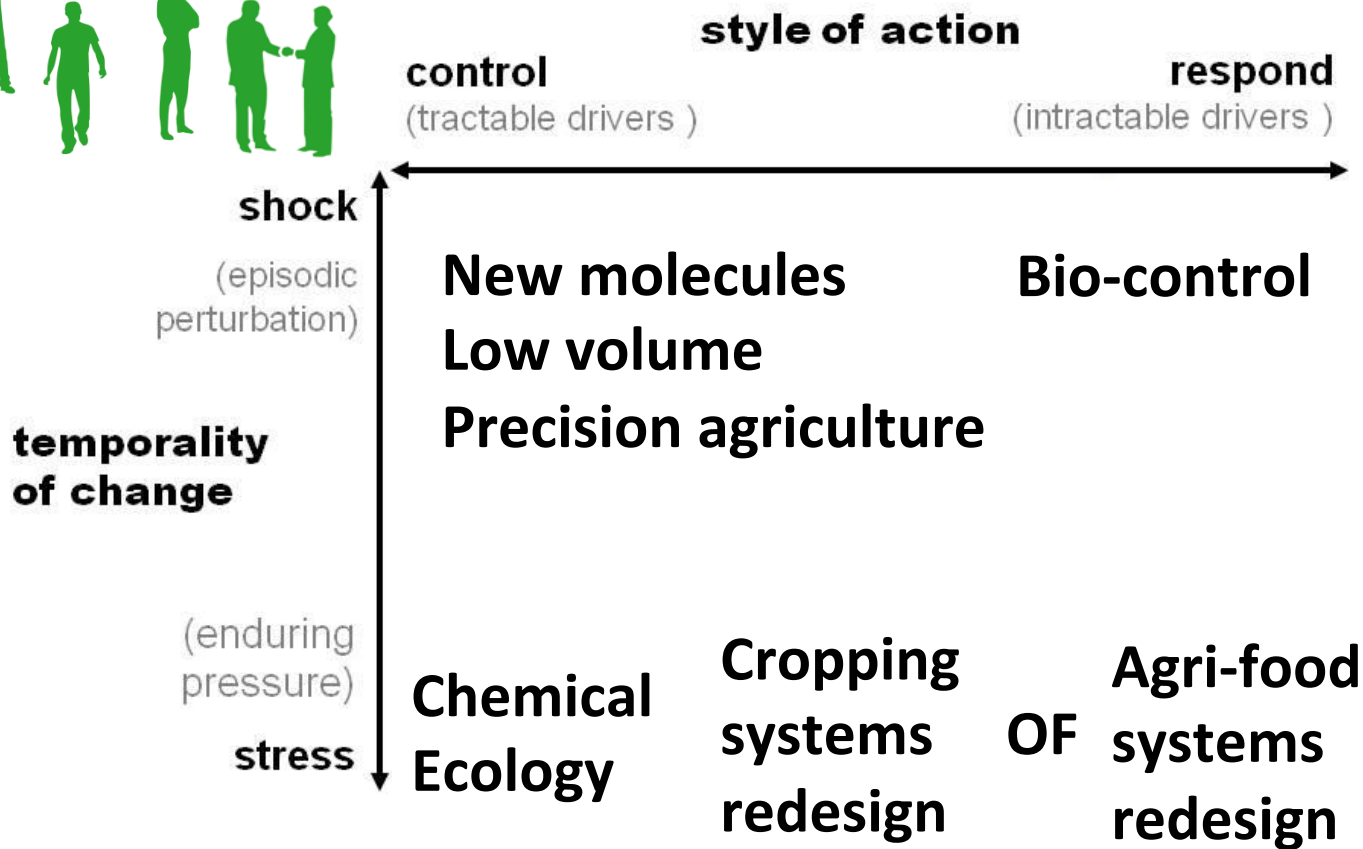 style of action
control
respond
(tractable drivers )
(intractable drivers )
shock
(episodic
perturbation)
New molecules
Bio-control
Low volume
Precision agriculture
temporality
of change
(enduring
pressure)
stress
Chemical
Ecology
Cropping
systems
redesign
OF
Agri-food
systems
redesign